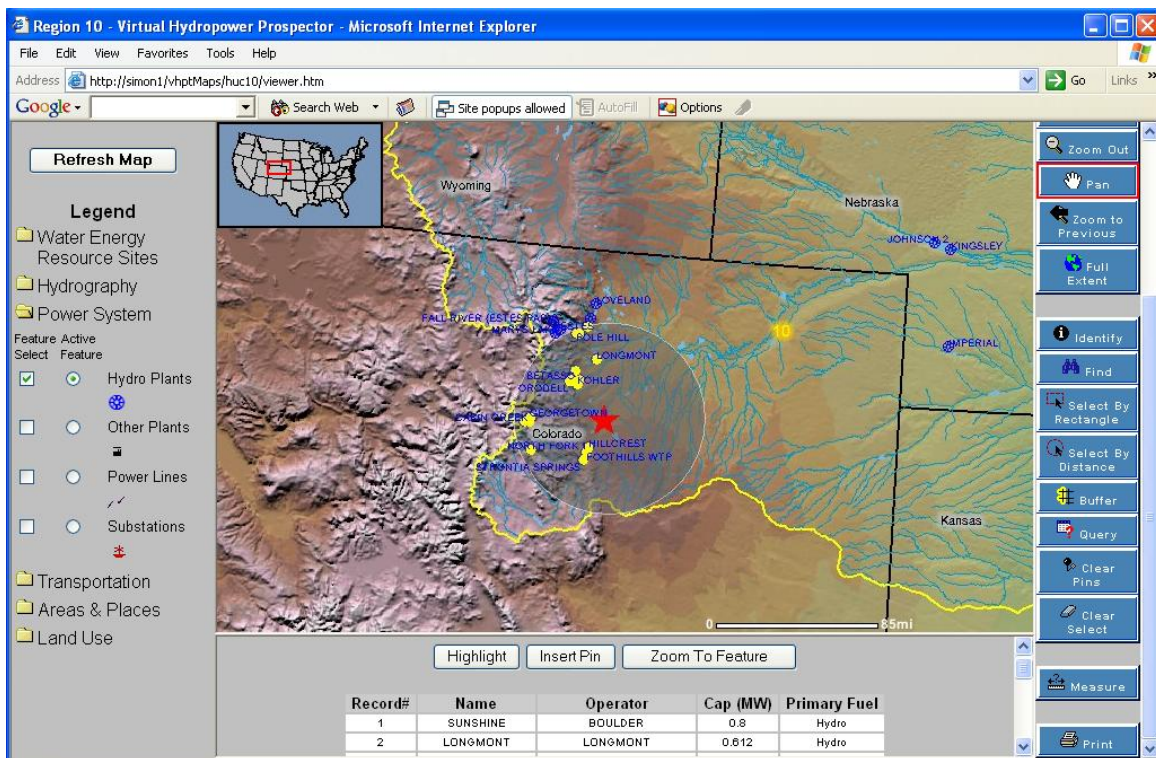 Region 10 - Virtual Hydropower Prospector - Microsoft Internet Explorer
File Edit View Favorites Tools Help
Address http://simon1/vhptMaps/huc10/viewer.htm Go Links »
Google Search Web Site popups allowed AutoFill Options
Refresh Map
Legend
Water Energy
Resource Sites
Hydrography
Power System
Feature Active
Select Feature
Hydro Plants
Other Plants
Power Lines
Substations
Transportation
Areas & Places
Land Use
Wyoming
Nebraska
JOHNSON 2
KINGSLEY
LOVELAND
10
POLE HILL
IMPERIAL
LONGMONT
BETASSO
KOHLER
ORODELL
CABIN CREEK
GEORGETOWN
Colorado
HILLCREST
NORTH FORK
FOOTHILLS WTP
STRONTIA SPRINGS
Kansas
0 85mi
Highlight Insert Pin Zoom To Feature
Record# Name Operator Cap (MW) Primary Fuel
1 SUNSHINE BOULDER 0.8 Hydro
2 LONGMONT LONGMONT 0.612 Hydro
Zoom Out
Pan
Zoom to
Previous
Full
Extent
Identify
Find
Select By
Rectangle
Select By
Distance
Buffer
Query
Clear
Pins
Clear
Select
Measure
Print